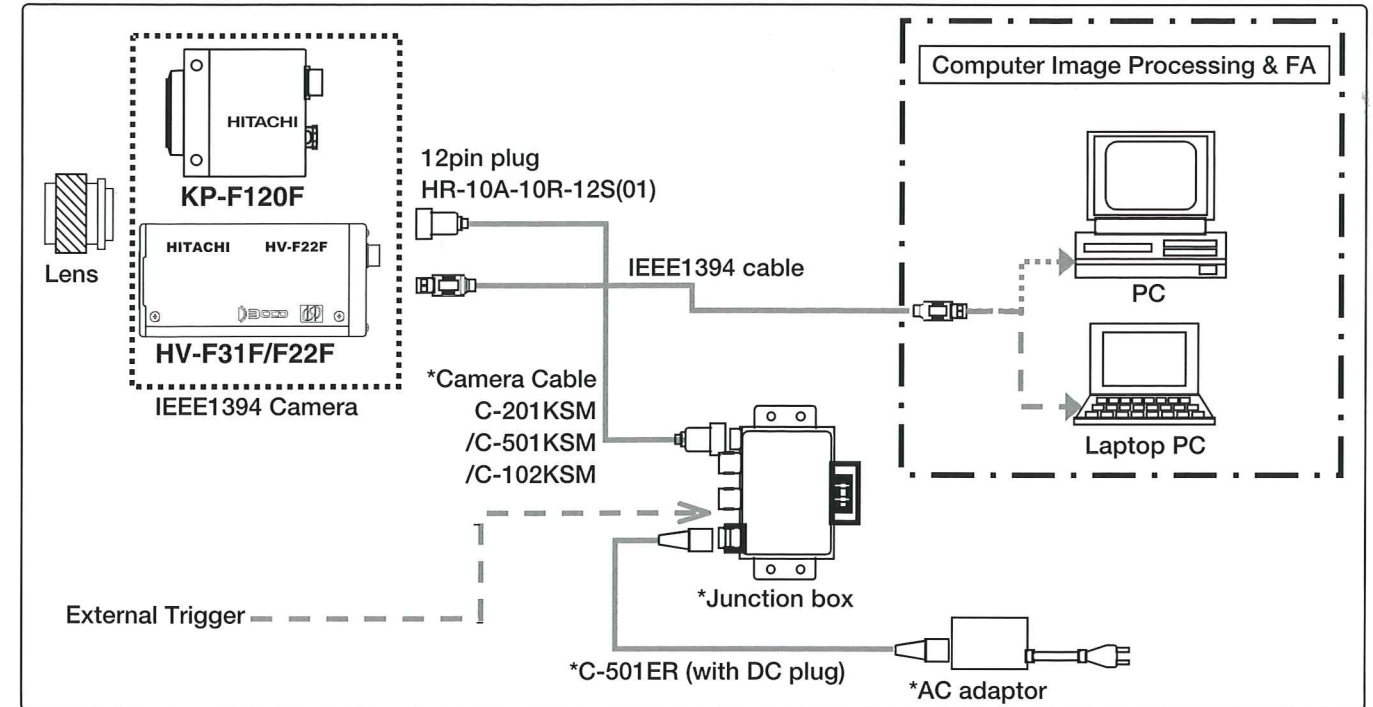 Computer Image Processing & FA
HITACHI
KP-F120F
12pin plug
HR-10A-10R-12S(01)
HITACHI HV-F22F
Lens
IEEE1394 cable
PC
HV-F31F/F22F
IEEE1394 Camera
*Camera Cable
C-201KSM
/C-501KSM
/C-102KSM
Laptop PC
*Junction box
External Trigger
*C-501ER (with DC plug)
*AC adaptor